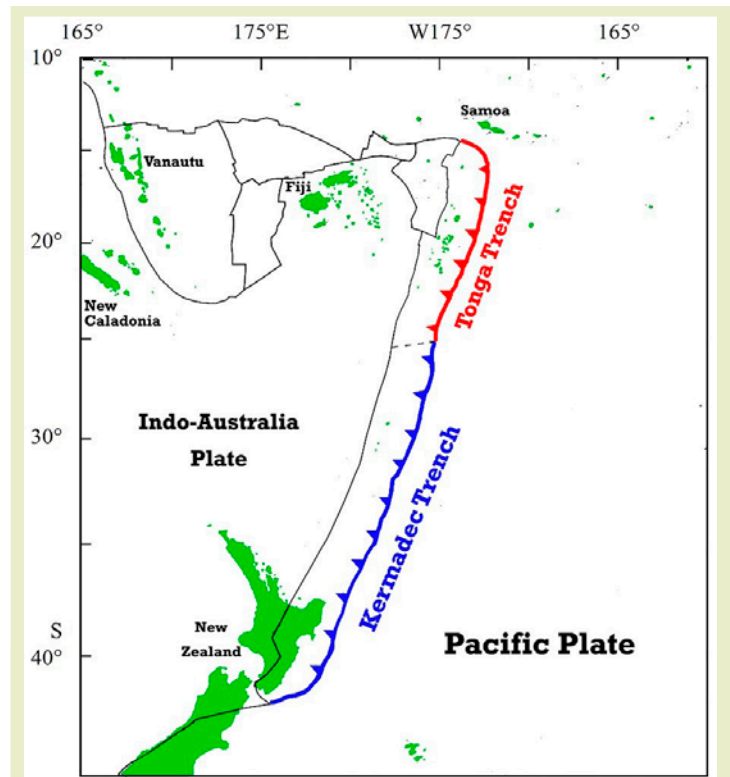 165°
175°E
W175°
165°
10°
Samoa
Vanautu
Fiji
20°
Tonga Trench
New
Caladonia
Indo-Australia
Plate
30°
Kermadec Trench
S
New
Zealand
40°
Pacific Plate